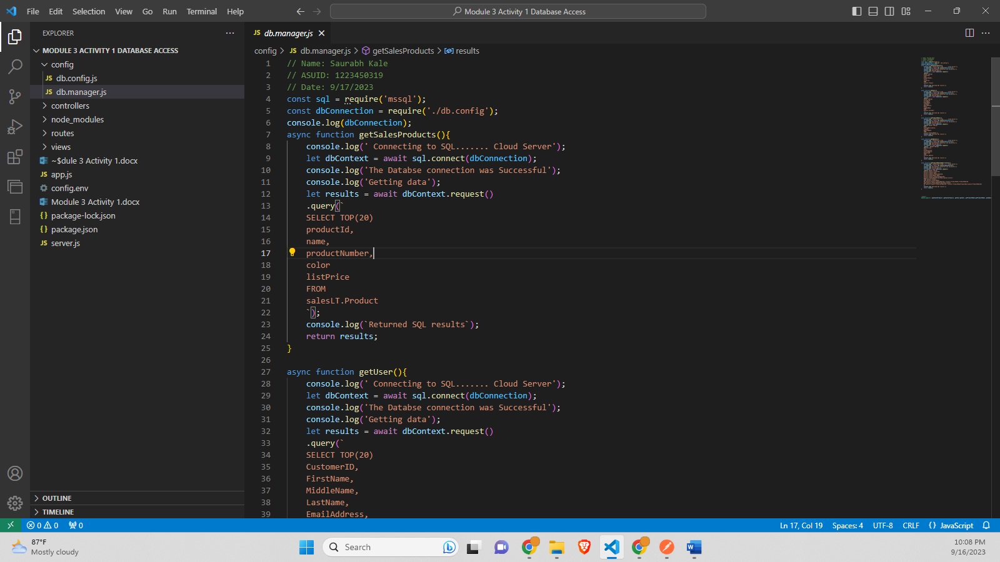 File Edit Selection View Go Run Terminal Help
Module 3 Activity 1 Database Access
EXPLORER
MODULE 3 ACTIVITY 1 DATABASE ACCESS
config
JS db.config.js
JS db.manager.js
controllers
node_modules
routes
views
~$dule 3 Activity 1.docx
JS app.js
config.env
Module 3 Activity 1.docx
{} package-lock.json
{} package.json
JS server.js
OUTLINE
TIMELINE
JS db.manager.js
config > JS db.manager.js > getSalesProducts > results
1 // Name: Saurabh Kale
2 // ASUID: 1223450319
3 // Date: 9/17/2023
4 const sql = require('mssql');
5 const dbConnection = require('./db.config');
6 console.log(dbConnection);
7 async function getSalesProducts(){
8 console.log(' Connecting to SQL....... Cloud Server');
9 let dbContext = await sql.connect(dbConnection);
10 console.log('The Databse connection was Successful');
11 console.log('Getting data');
12 let results = await dbContext.request()
13 .query(`
14 SELECT TOP(20)
15 productId,
16 name,
17 productNumber,
18 color
19 listPrice
20 FROM
21 salesLT.Product
22 `);
23 console.log(`Returned SQL results`);
24 return results;
25 }
26
27 async function getUser(){
28 console.log(' Connecting to SQL....... Cloud Server');
29 let dbContext = await sql.connect(dbConnection);
30 console.log('The Databse connection was Successful');
31 console.log('Getting data');
32 let results = await dbContext.request()
33 .query(`
34 SELECT TOP(20)
35 CustomerID,
36 FirstName,
37 MiddleName,
38 LastName,
39 EmailAddress,
0 0 0
Ln 17, Col 19 Spaces: 4 UTF-8 CRLF {} JavaScript
87°F
Mostly cloudy
Search
10:08 PM
9/16/2023